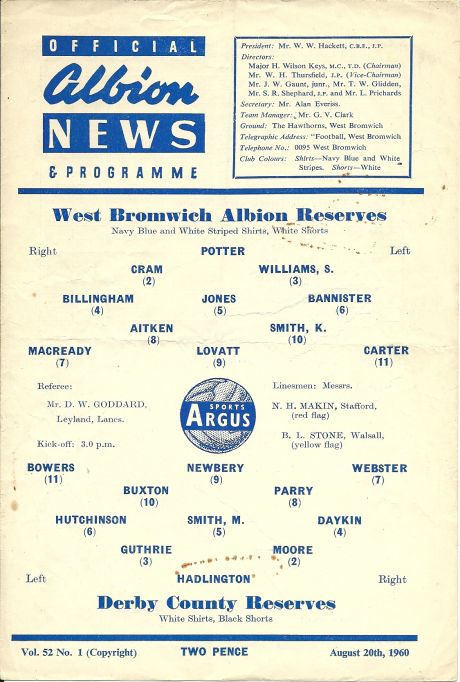 OFFICIAL
Albion
NEWS
& PROGRAMME
President: Mr. W. W. Hackett, C.B.E., J.P.
Directors:
Major H. Wilson Keys, M.C., T.D. (Chairman)
Mr. W. H. Thursfield, J.P. (Vice-Chairman)
Mr. J. W. Gaunt, junr., Mr. T. W. Glidden,
Mr. S. R. Shephard, J.P. and Mr. L. Prichards
Secretary: Mr. Alan Everiss.
Team Manager: Mr. G. V. Clark
Ground: The Hawthorns, West Bromwich
Telegraphic Address: "Football, West Bromwich
Telephone No.: 0095 West Bromwich
Club Colours: Shirts—Navy Blue and White
Stripes. Shorts—White
West Bromwich Albion Reserves
Navy Blue and White Striped Shirts, White Shorts
Right POTTER Left
CRAM WILLIAMS, S.
(2) (3)
BILLINGHAM JONES BANNISTER
(4) (5) (6)
AITKEN SMITH, K.
(8) (10)
MACREADY LOVATT CARTER
(7) (9) (11)
Referee:
Mr. D. W. GODDARD,
Leyland, Lancs.
Kick-off: 3.0 p.m.
SPORTS
ARGUS
Linesmen: Messrs.
N. H. MAKIN, Stafford,
(red flag)
B. L. STONE, Walsall,
(yellow flag)
BOWERS NEWBERY WEBSTER
(11) (9) (7)
BUXTON PARRY
(10) (8)
HUTCHINSON SMITH, M. DAYKIN
(6) (5) (4)
GUTHRIE MOORE
(3) (2)
Left HADLINGTON Right
Derby County Reserves
White Shirts, Black Shorts
Vol. 52 No. 1 (Copyright) TWO PENCE August 20th, 1960